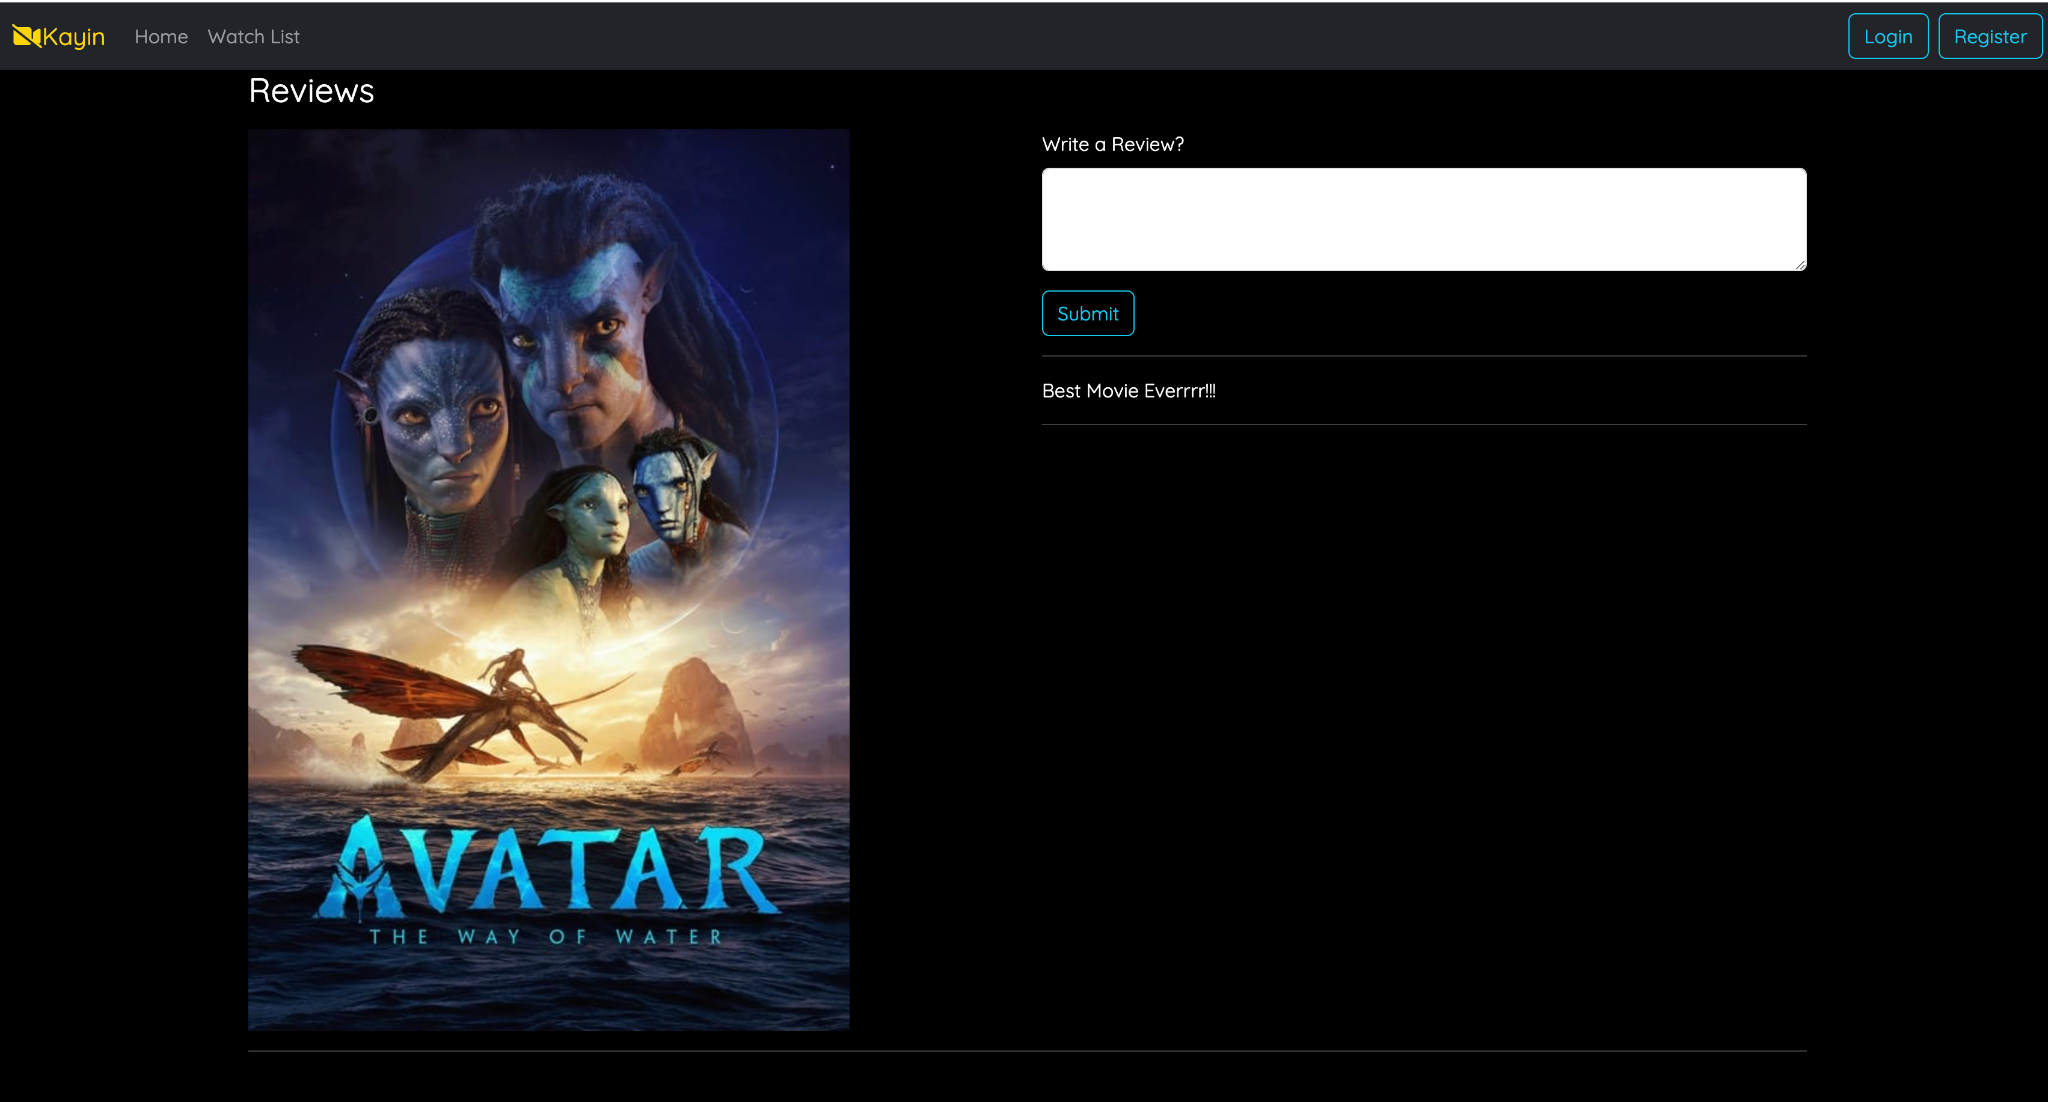 Kayin Home Watch List Login Register
Reviews
Write a Review?
Submit
Best Movie Everrrr!!!
AVATAR
THE WAY OF WATER